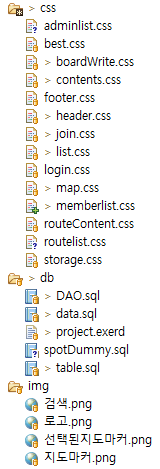 > css
adminlist.css
best.css
> boardWrite.css
> contents.css
footer.css
> header.css
> join.css
> list.css
login.css
> map.css
> memberlist.css
routeContent.css
routelist.css
storage.css
> db
> DAO.sql
> data.sql
> project.exerd
spotDummy.sql
> table.sql
img
검색.png
로고.png
선택된지도마커.png
지도마커.png